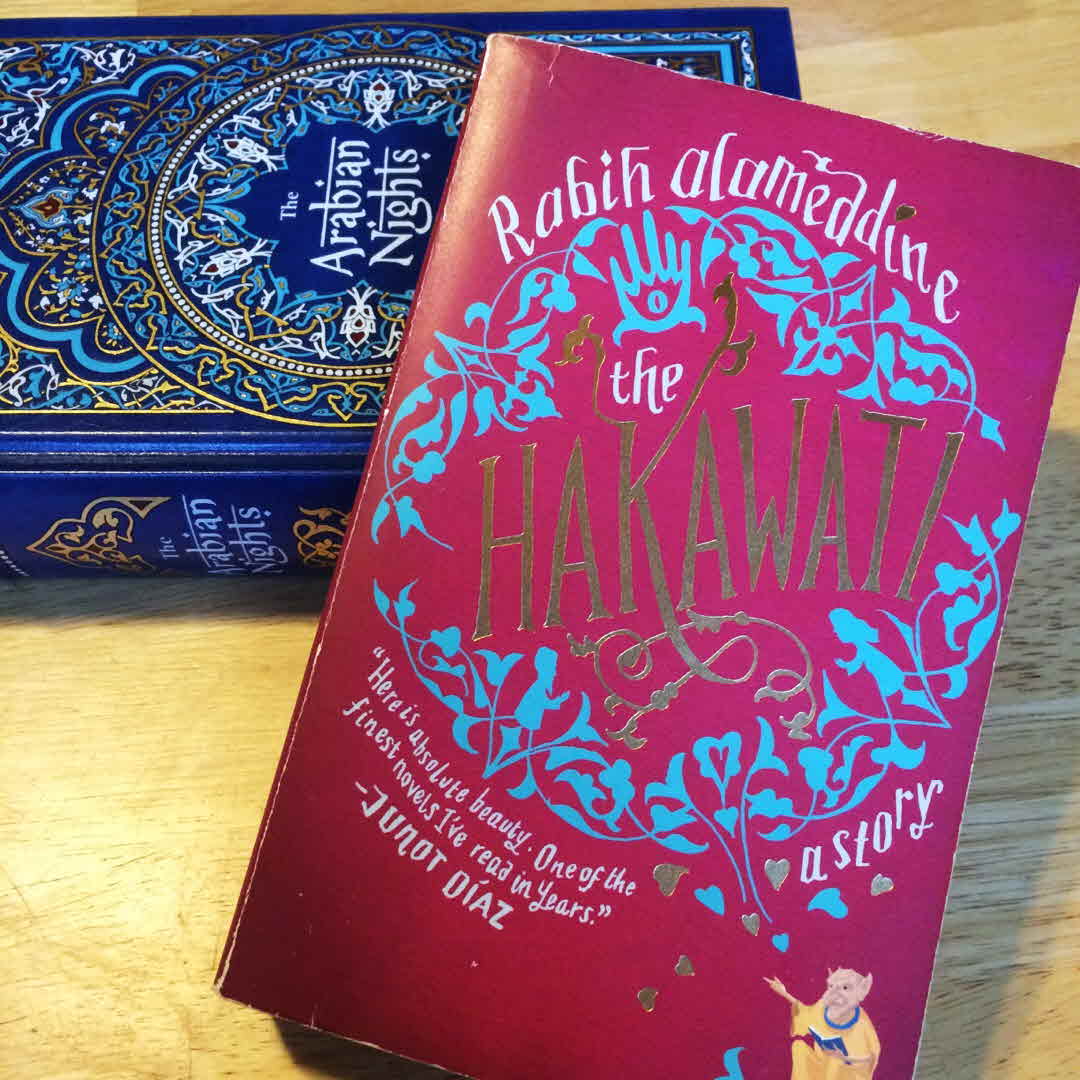 The
Arabian
Nights
The
Arabian
Nights
Rabih alameddine
the
HAKAWATI
a story
“Here is absolute beauty. One of the
finest novels I've read in years.”
-JUNOT DÍAZ